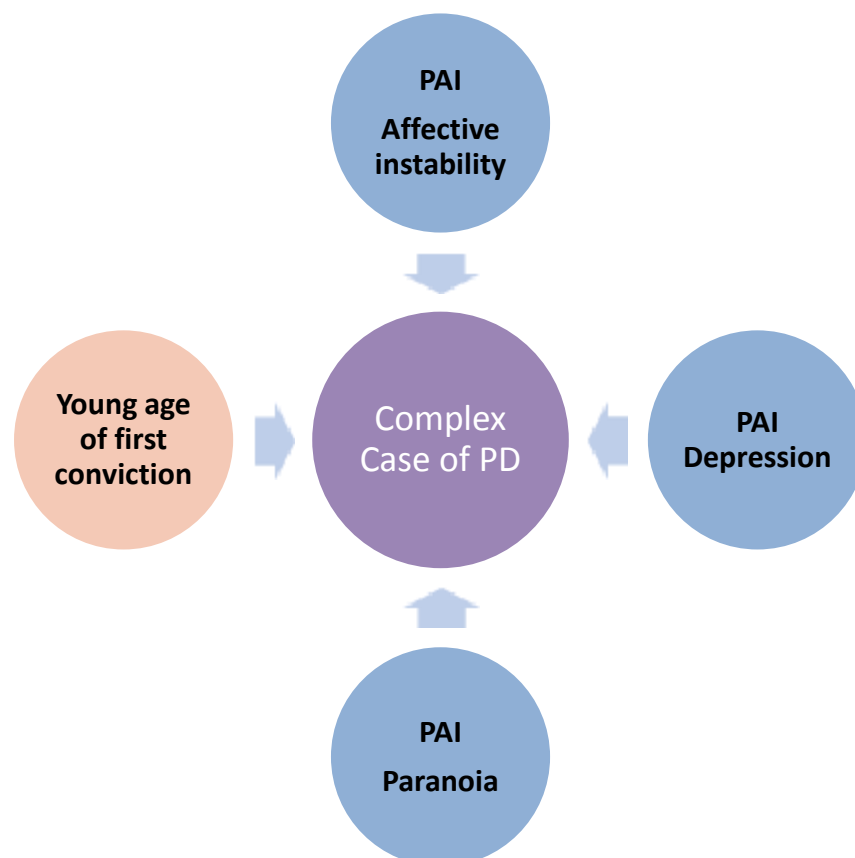 PAI
Affective
instability
Young age
of first
conviction
Complex
Case of PD
PAI
Depression
PAI
Paranoia